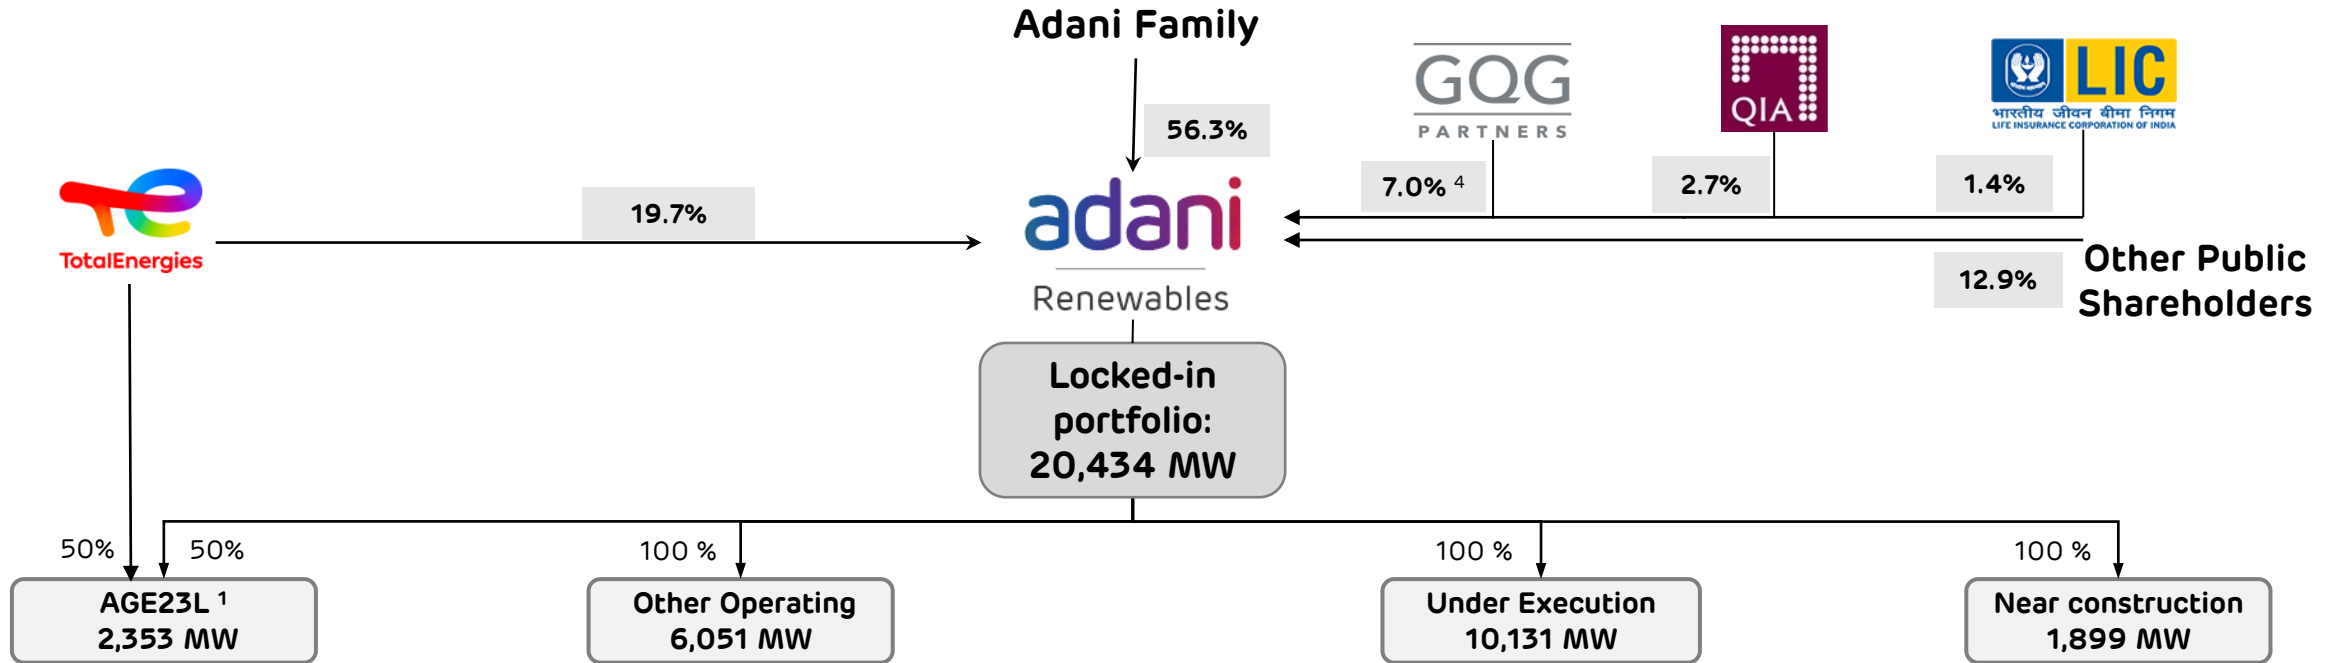 Adani Family
GQG
PARTNERS
QIA
LIC
भारतीय जीवन बीमा निगम
LIFE INSURANCE CORPORATION OF INDIA
56.3%
7.0% 4
2.7%
1.4%
TotalEnergies
19.7%
adani
Renewables
12.9%
Other Public
Shareholders
Locked-in
portfolio:
20,434 MW
50%
50%
100 %
100 %
100 %
AGE23L 1
2,353 MW
Other Operating
6,051 MW
Under Execution
10,131 MW
Near construction
1,899 MW